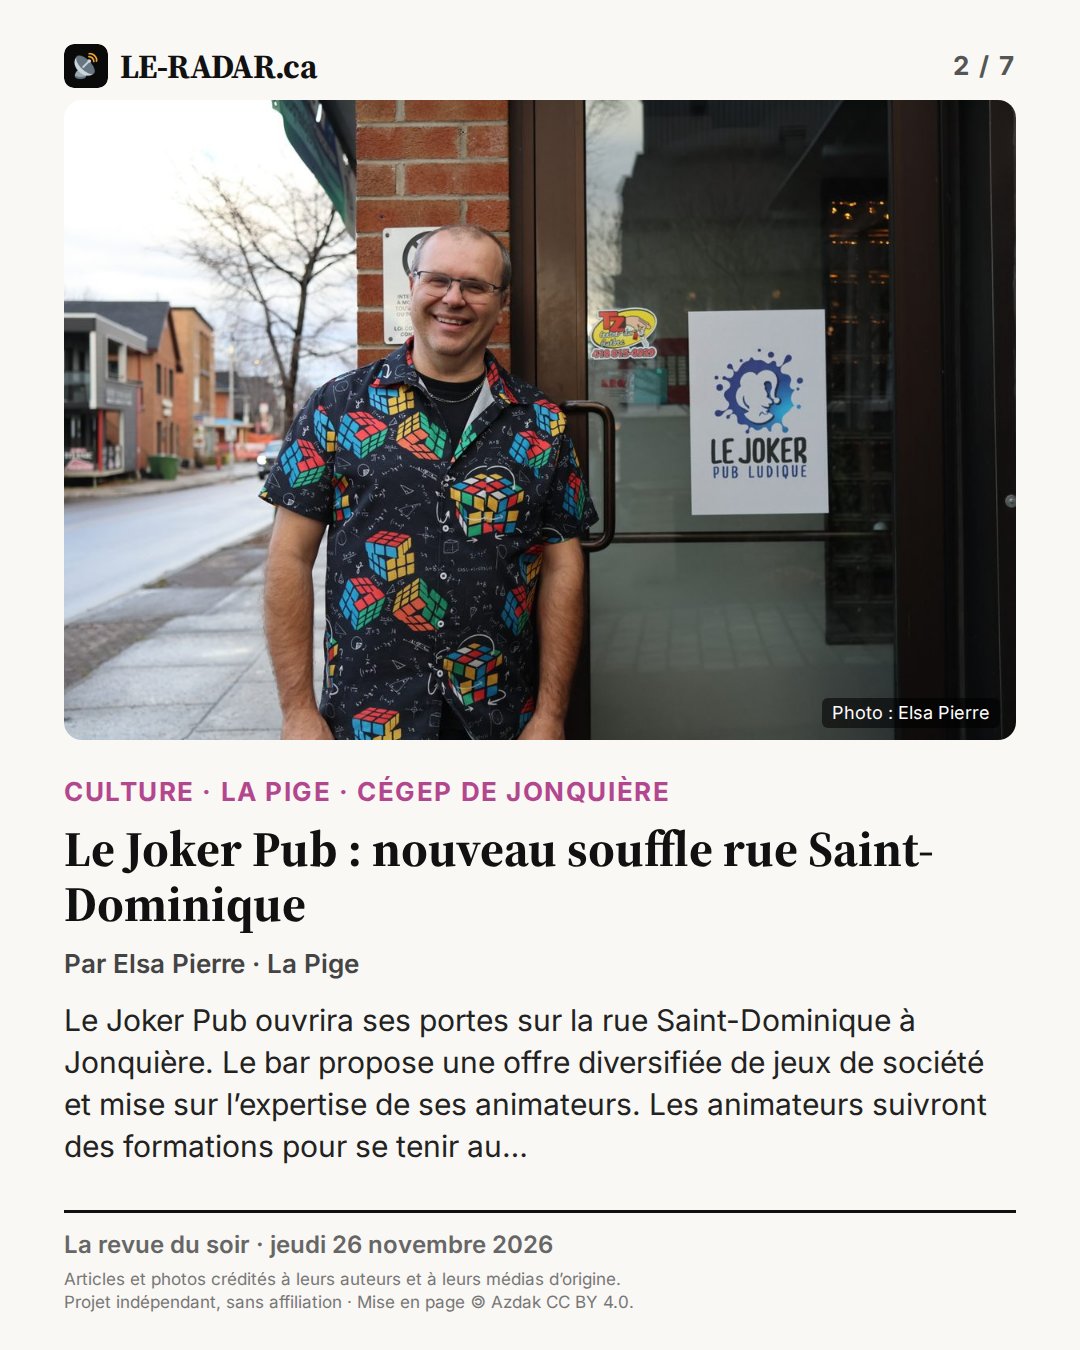 LE-RADAR.ca
2 / 7
LE JOKER
PUB LUDIQUE
Photo : Elsa Pierre
CULTURE · LA PIGE · CÉGEP DE JONQUIÈRE
Le Joker Pub : nouveau souffle rue Saint-
Dominique
Par Elsa Pierre · La Pige
Le Joker Pub ouvrira ses portes sur la rue Saint-Dominique à
Jonquière. Le bar propose une offre diversifiée de jeux de société
et mise sur l’expertise de ses animateurs. Les animateurs suivront
des formations pour se tenir au…
La revue du soir · jeudi 26 novembre 2026
Articles et photos crédités à leurs auteurs et à leurs médias d’origine.
Projet indépendant, sans affiliation · Mise en page © Azdak CC BY 4.0.